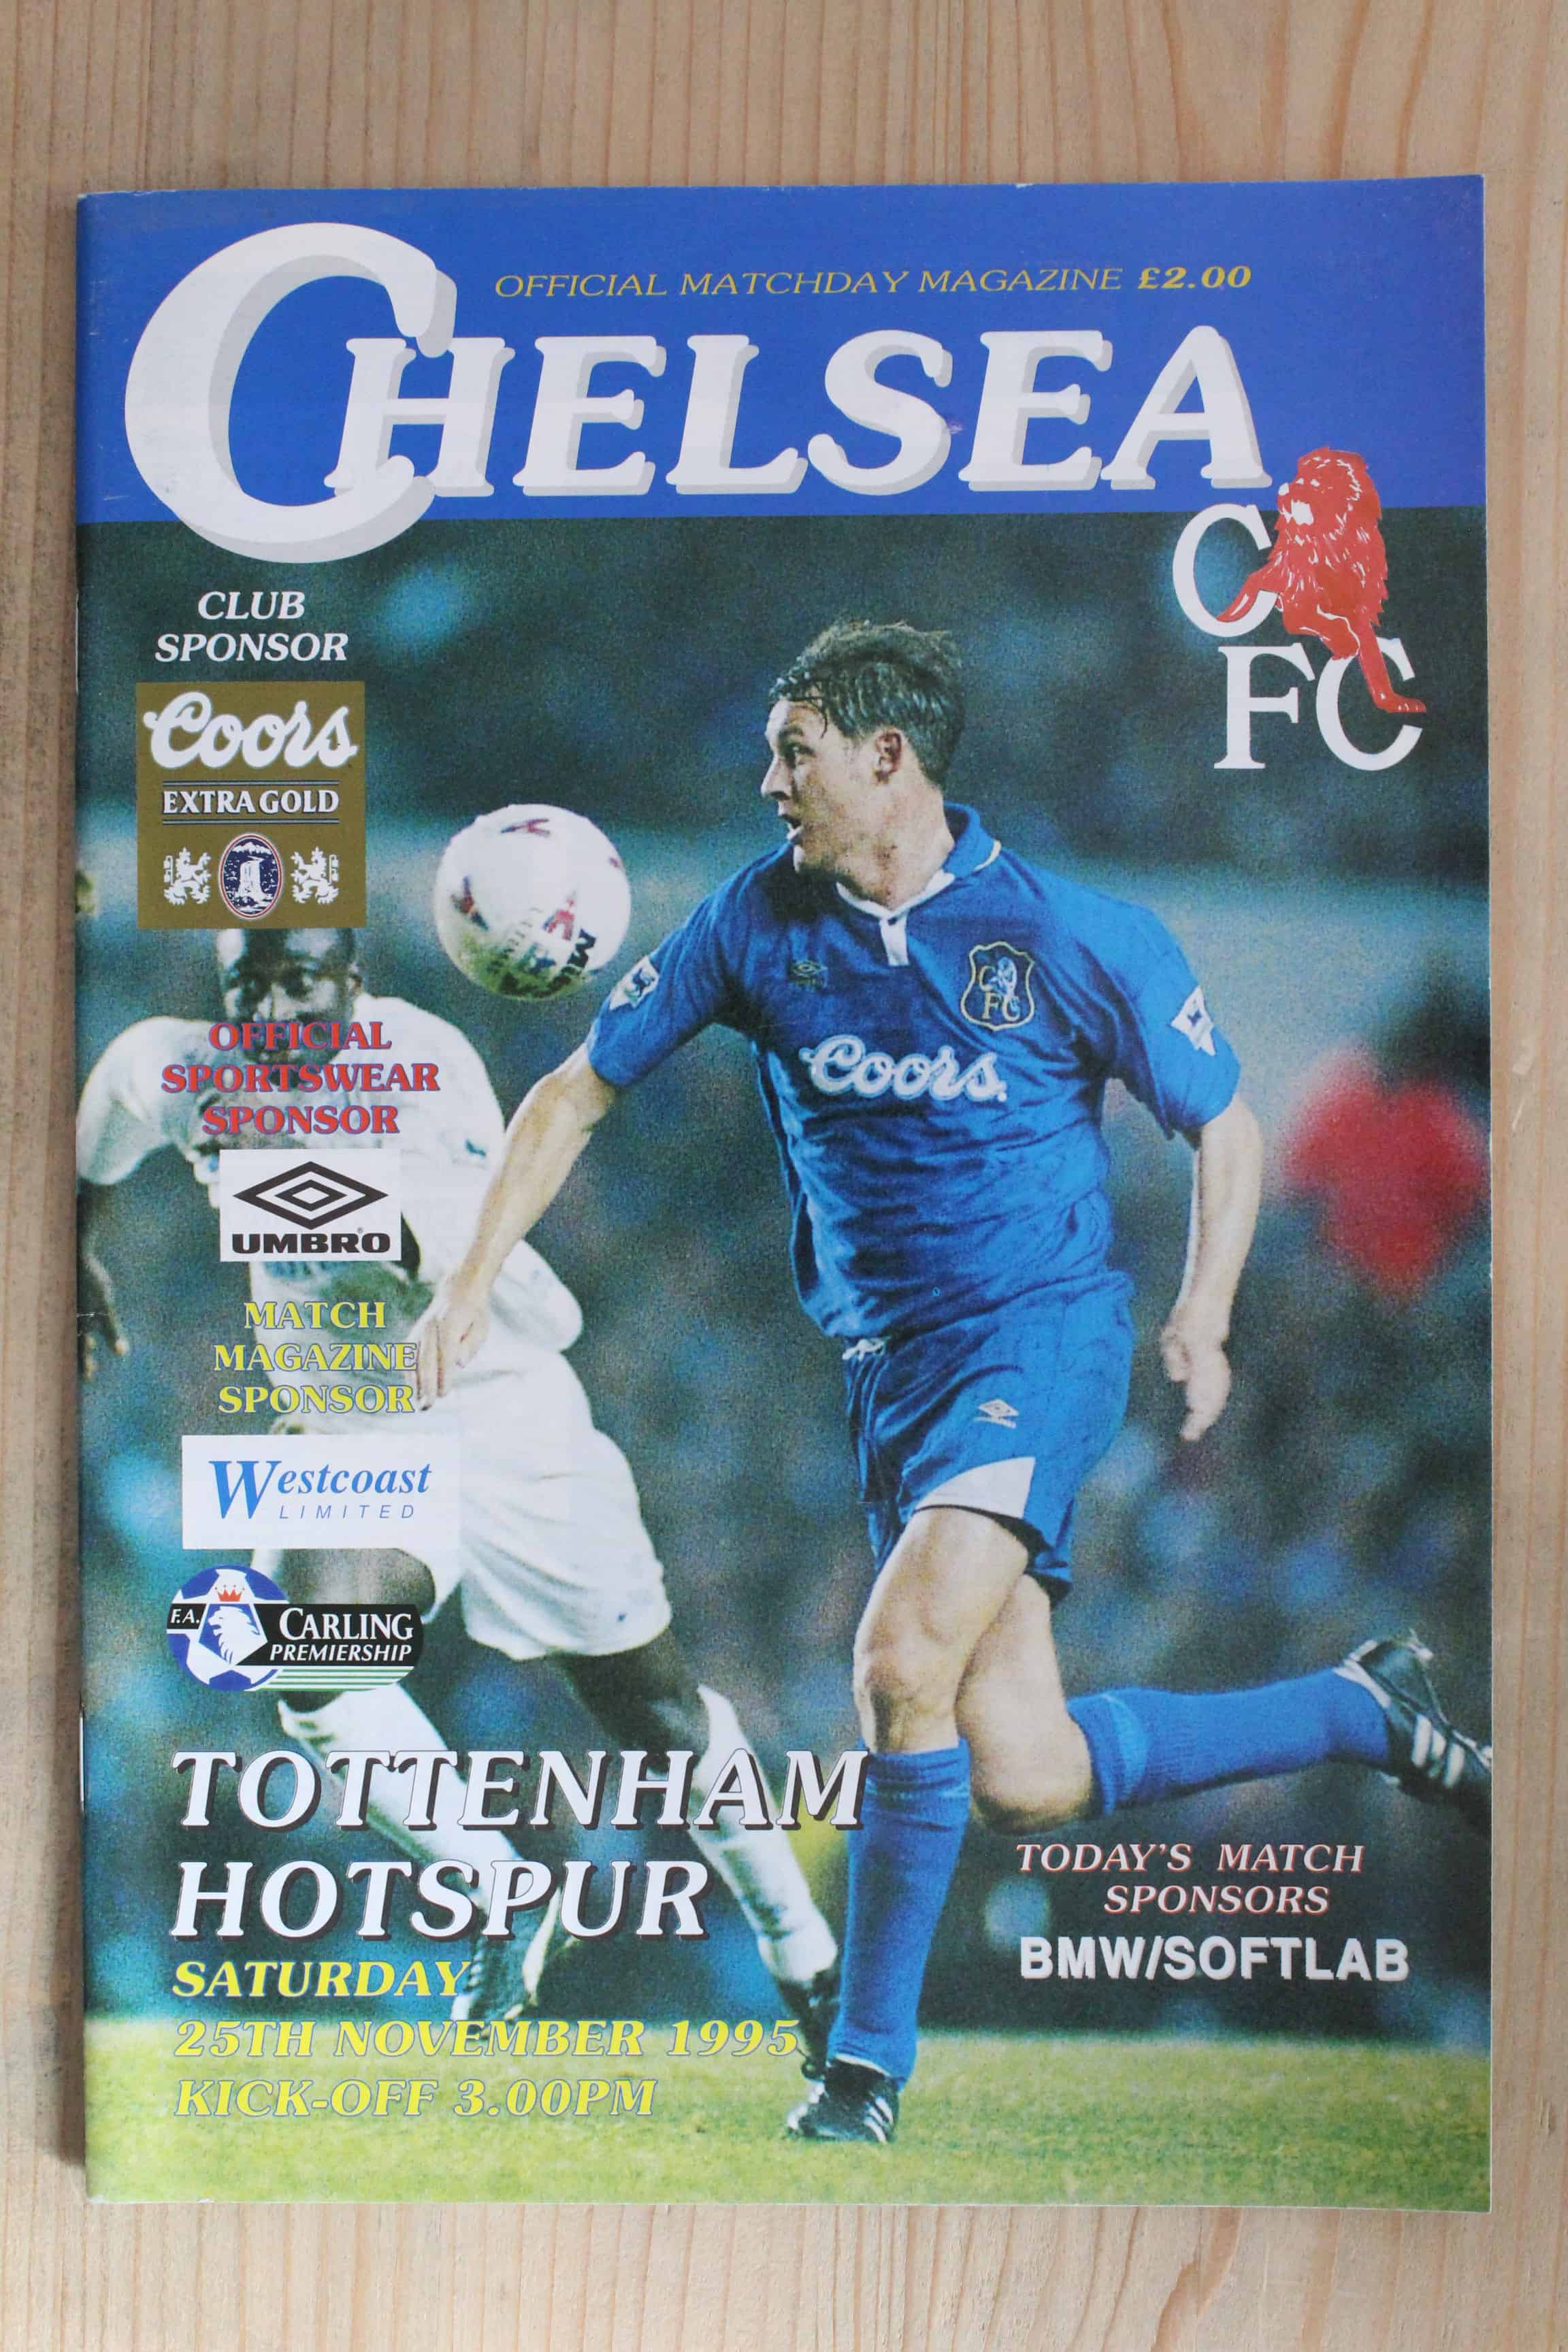 OFFICIAL MATCHDAY MAGAZINE £2.00
CHELSEA
C
FC
CLUB
SPONSOR
Coors
EXTRA GOLD
OFFICIAL
SPORTSWEAR
SPONSOR
UMBRO
MATCH
MAGAZINE
SPONSOR
Westcoast
LIMITED
F.A. CARLING
PREMIERSHIP
C
FC
Coors
TOTTENHAM
HOTSPUR
SATURDAY
25TH NOVEMBER 1995
KICK-OFF 3.00PM
TODAY'S MATCH
SPONSORS
BMW/SOFTLAB